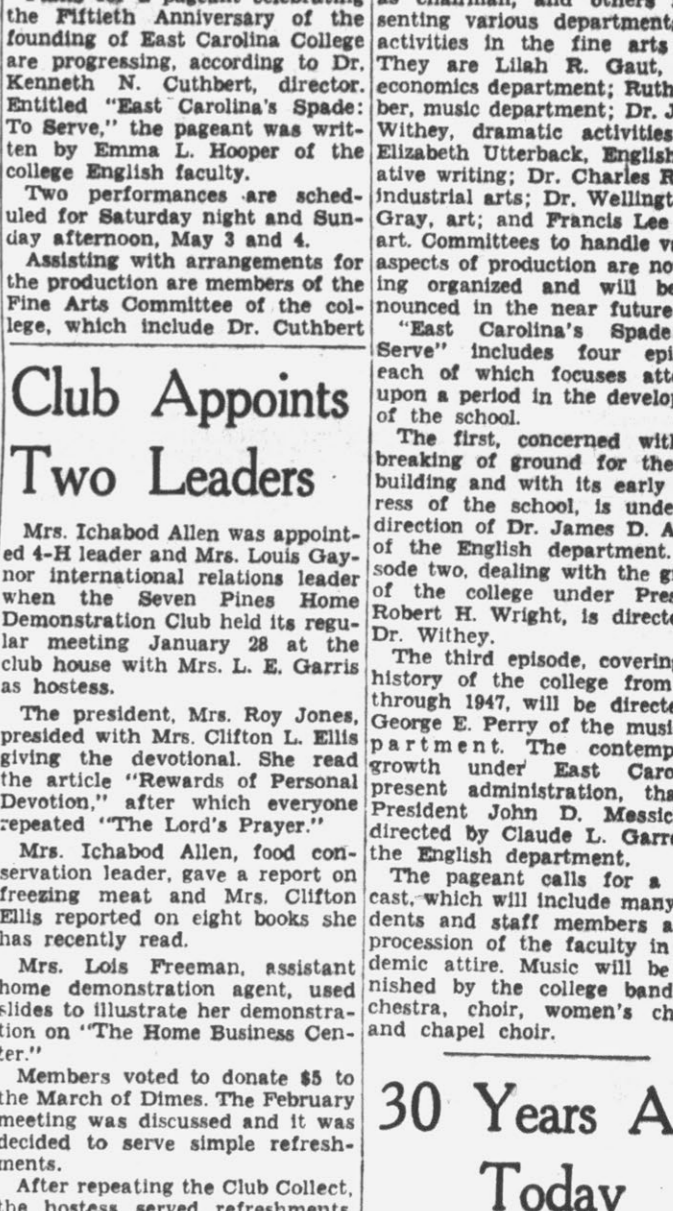 the Fiftieth Anniversary of the
founding of East Carolina College
are progressing, according to Dr.
Kenneth N. Cuthbert, director.
Entitled "East Carolina's Spade:
To Serve," the pageant was writ-
ten by Emma L. Hooper of the
college English faculty.
Two performances are sched-
uled for Saturday night and Sun-
day afternoon, May 3 and 4.
Assisting with arrangements for
the production are members of the
Fine Arts Committee of the col-
lege, which include Dr. Cuthbert
as chairman, and others
senting various department
activities in the fine arts
They are Lilah R. Gaut,
economics department; Ruth
ber, music department; Dr. J
Withey, dramatic activities
Elizabeth Utterback, English
ative writing; Dr. Charles R
industrial arts; Dr. Wellingt
Gray, art; and Francis Lee
art. Committees to handle v
aspects of production are no
ing organized and will be
nounced in the near future
"East Carolina's Spade
Serve" includes four epi
each of which focuses att
upon a period in the develop
of the school.
The first, concerned with
breaking of ground for the
building and with its early
ress of the school, is unde
direction of Dr. James D. A
of the English department.
sode two, dealing with the g
of the college under Pres
Robert H. Wright, is directe
Dr. Withey.
The third episode, covering
history of the college from
through 1947, will be directe
George E. Perry of the musi
partment. The contemp
growth under East Caro
present administration, tha
President John D. Messic
directed by Claude L. Garre
the English department.
The pageant calls for a
cast, which will include many
dents and staff members a
procession of the faculty in
demic attire. Music will be
nished by the college band
chestra, choir, women's ch
and chapel choir.
Club Appoints
Two Leaders
Mrs. Ichabod Allen was appoint-
ed 4-H leader and Mrs. Louis Gay-
nor international relations leader
when the Seven Pines Home
Demonstration Club held its regu-
lar meeting January 28 at the
club house with Mrs. L. E. Garris
as hostess.
The president, Mrs. Roy Jones,
presided with Mrs. Clifton L. Ellis
giving the devotional. She read
the article "Rewards of Personal
Devotion," after which everyone
repeated "The Lord's Prayer."
Mrs. Ichabod Allen, food con-
servation leader, gave a report on
freezing meat and Mrs. Clifton
Ellis reported on eight books she
has recently read.
Mrs. Lois Freeman, assistant
home demonstration agent, used
slides to illustrate her demonstra-
tion on "The Home Business Cen-
ter."
Members voted to donate $5 to
the March of Dimes. The February
meeting was discussed and it was
decided to serve simple refresh-
ments.
After repeating the Club Collect,
the hostess served refreshments.
30 Years A
Today